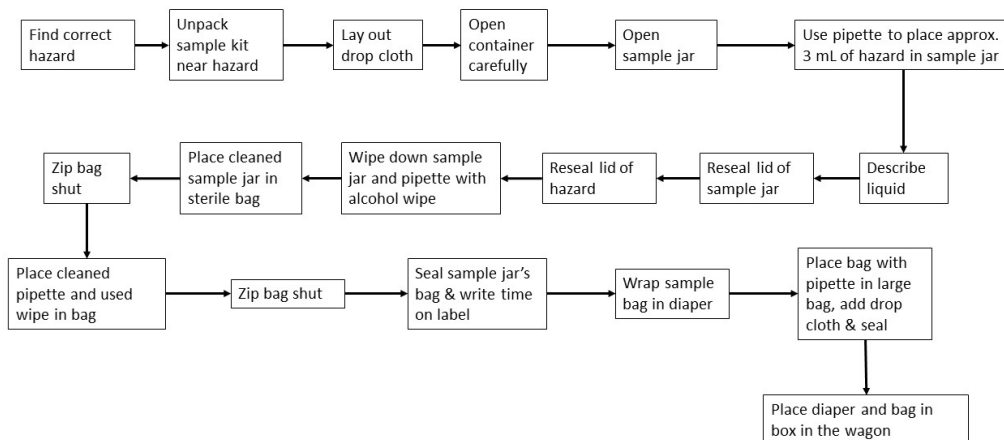 Find correct
hazard
Unpack
sample kit
near hazard
Lay out
drop cloth
Open
container
carefully
Open
sample jar
Use pipette to place approx.
3 mL of hazard in sample jar
Describe
liquid
Reseal lid of
sample jar
Reseal lid of
hazard
Wipe down sample
jar and pipette with
alcohol wipe
Place cleaned
sample jar in
sterile bag
Zip bag
shut
Place cleaned
pipette and used
wipe in bag
Zip bag shut
Seal sample jar’s
bag & write time
on label
Wrap sample
bag in diaper
Place bag with
pipette in large
bag, add drop
cloth & seal
Place diaper and bag in
box in the wagon